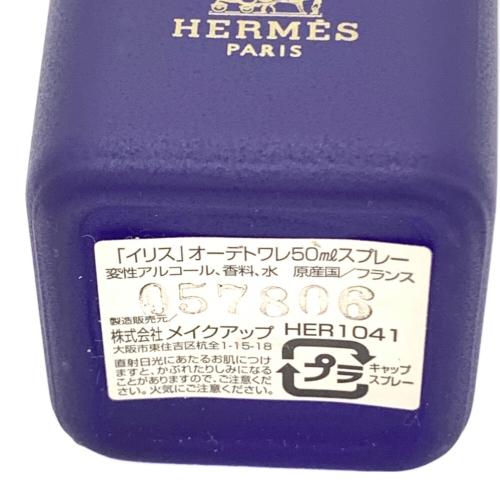 HERMÈS
PARIS
「イリス」オーデトワレ50mlスプレー
変性アルコール、香料、水 原産国/フランス
057806
製造販売元/
株式会社メイクアップ HER1041
大阪市東住吉区杭全1-15-18
直射日光にあたるお肌につけ
ますと、かぶれたりしみになる
ことがありますので、ご注意くだ
さい。火気にご注意ください。
プラ
キャップ
スプレー